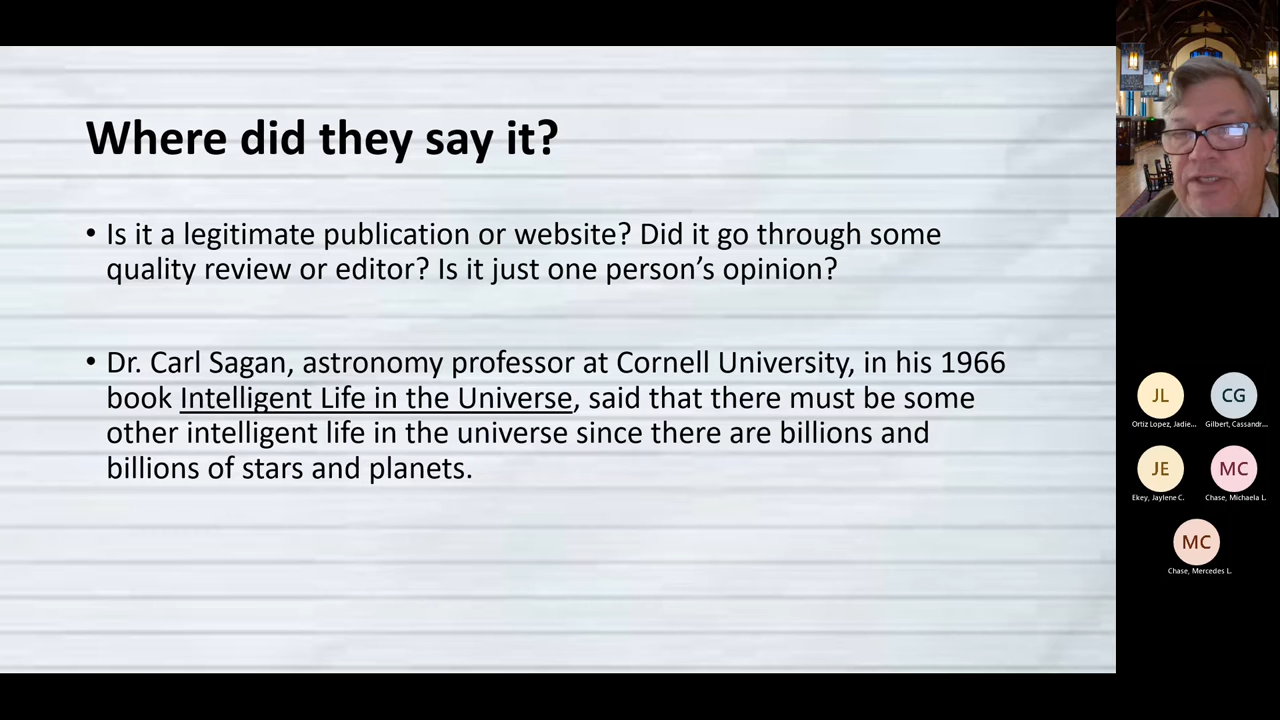 Where did they say it?
• Is it a legitimate publication or website? Did it go through some
quality review or editor? Is it just one person’s opinion?
• Dr. Carl Sagan, astronomy professor at Cornell University, in his 1966
book Intelligent Life in the Universe, said that there must be some
other intelligent life in the universe since there are billions and
billions of stars and planets.
JL
CG
Ortiz Lopez, Jadie...
Gilbert, Cassandr...
JE
MC
Ekey, Jaylene C.
Chase, Michaela L.
MC
Chase, Mercedes L.